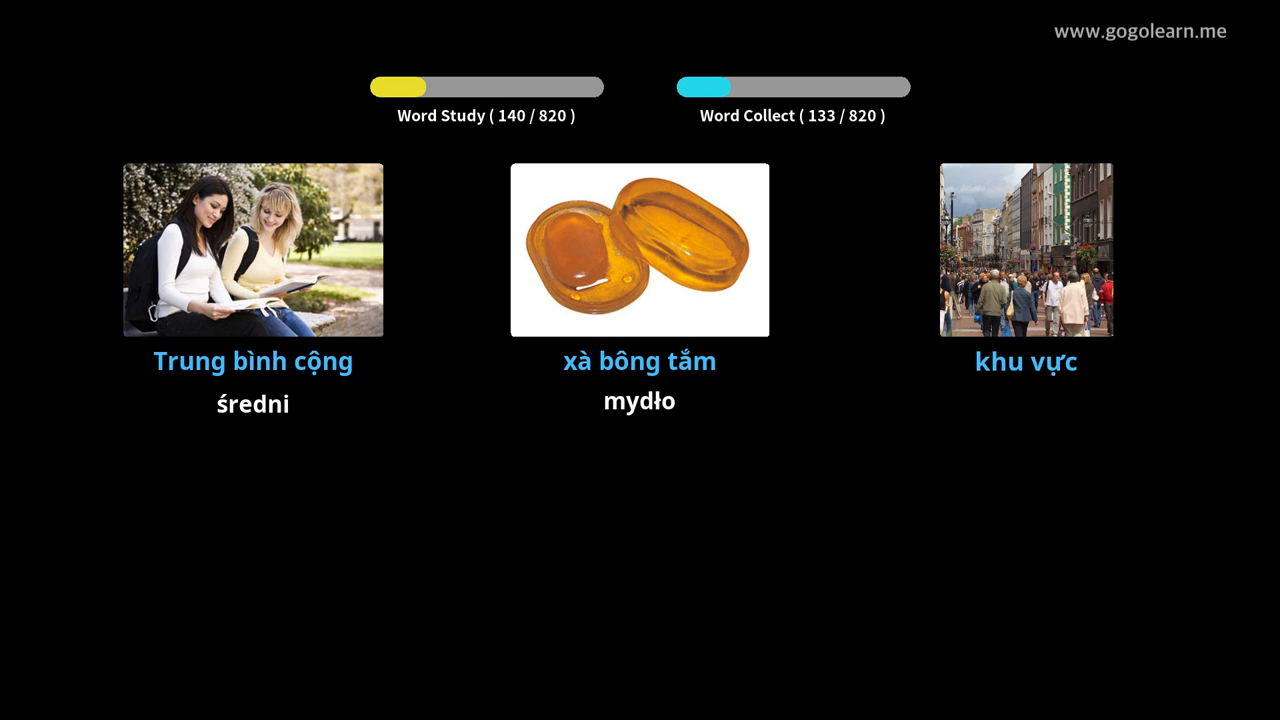 www.gogolearn.me
Word Study ( 140 / 820 )
Word Collect ( 133 / 820 )
Trung bình cộng
średni
xà bông tắm
mydło
khu vực